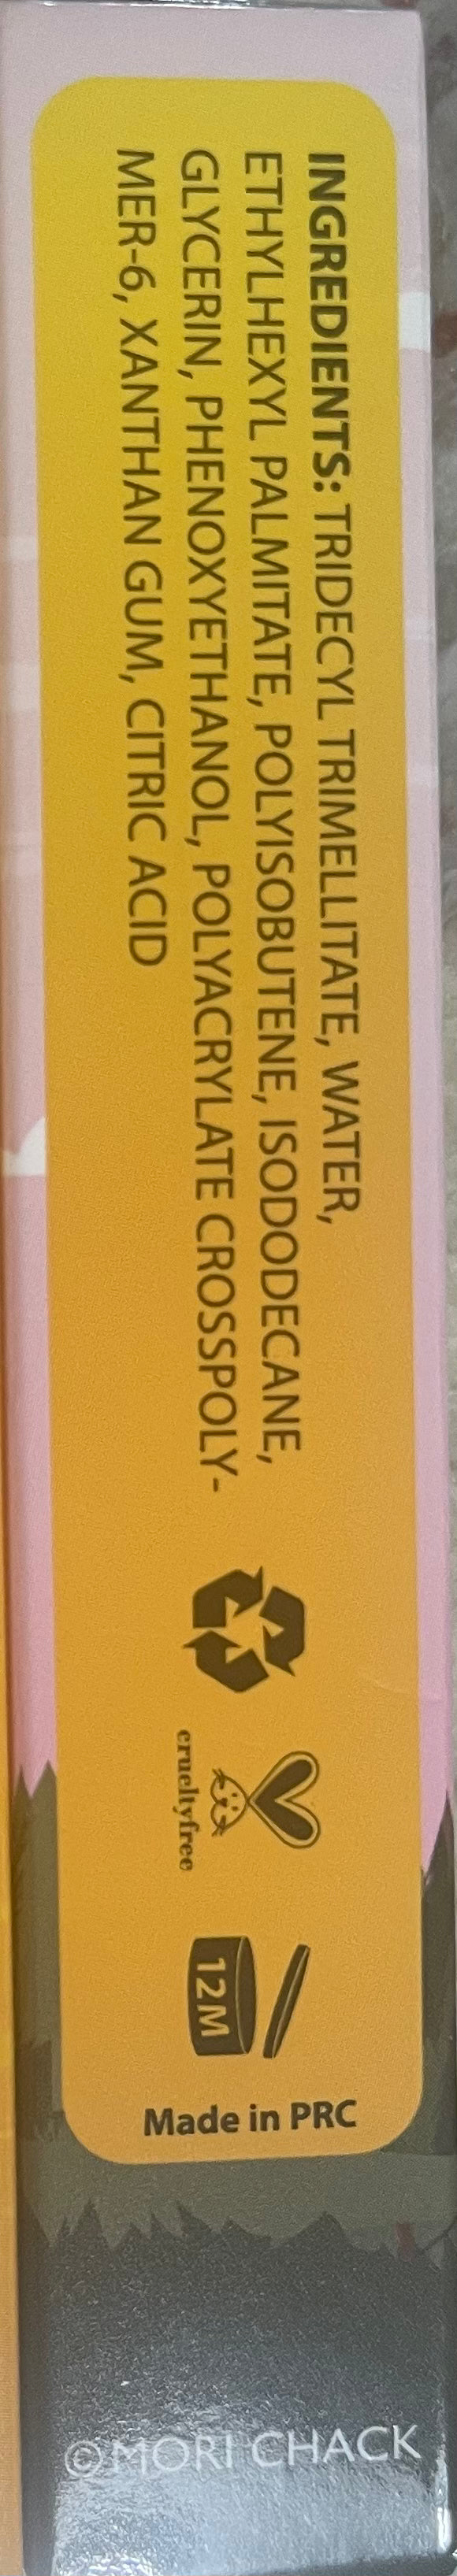 INGREDIENTS: TRIDECYL TRIMELLITATE, WATER,
ETHYLHEXYL PALMITATE, POLYISOBUTENE, ISODODECANE,
GLYCERIN, PHENOXYETHANOL, POLYACRYLATE CROSSPOLY-
MER-6, XANTHAN GUM, CITRIC ACID
crueltyfree
12M
Made in PRC
©MORI CHACK